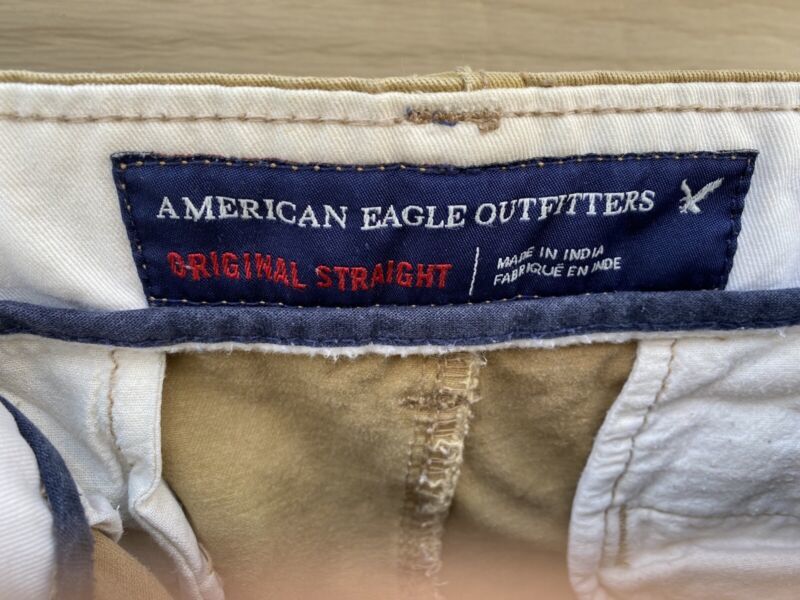 AMERICAN EAGLE OUTFITTERS
ORIGINAL STRAIGHT
MADE IN INDIA
FABRIQUÉ EN INDE